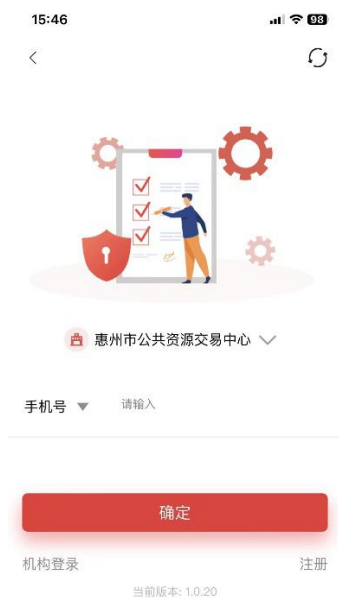 15:46
98
惠州市公共资源交易中心
手机号 请输入
确定
机构登录 注册
当前版本: 1.0.20